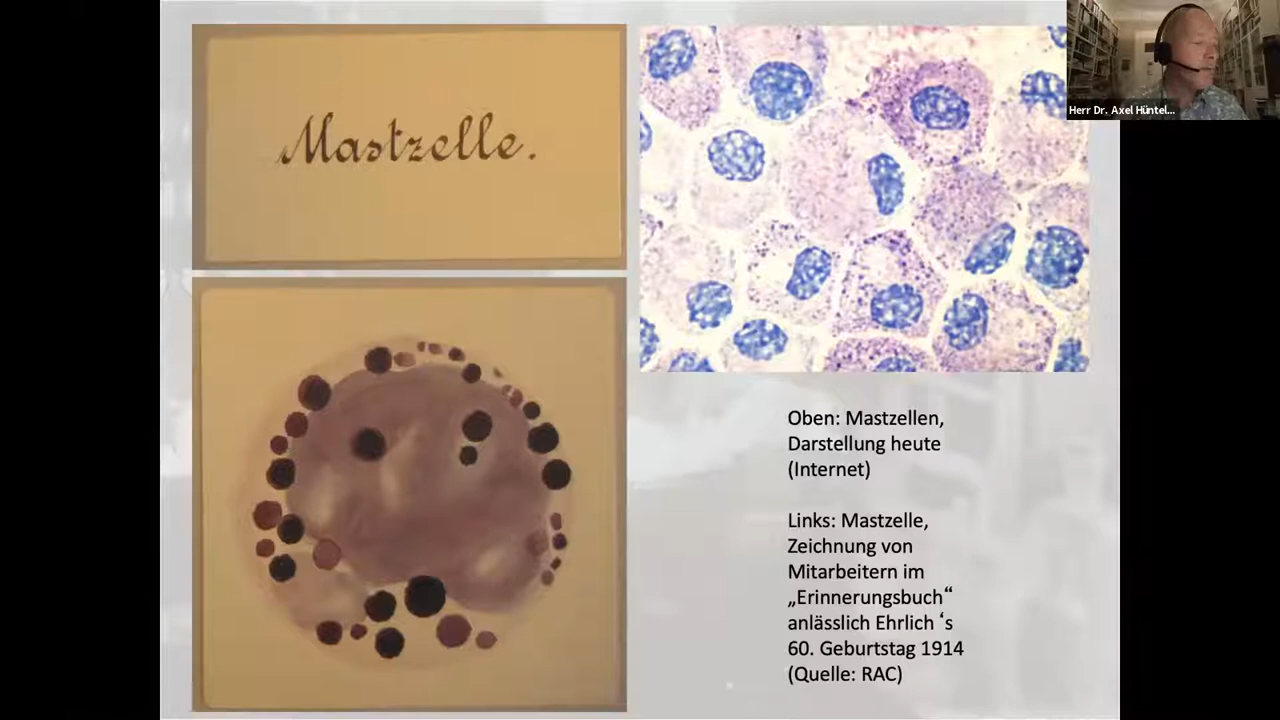 Mastzelle.
Herr Dr. Axel Hüntel...
Oben: Mastzellen,
Darstellung heute
(Internet)
Links: Mastzelle,
Zeichnung von
Mitarbeitern im
„Erinnerungsbuch“
anlässlich Ehrlich ‘s
60. Geburtstag 1914
(Quelle: RAC)